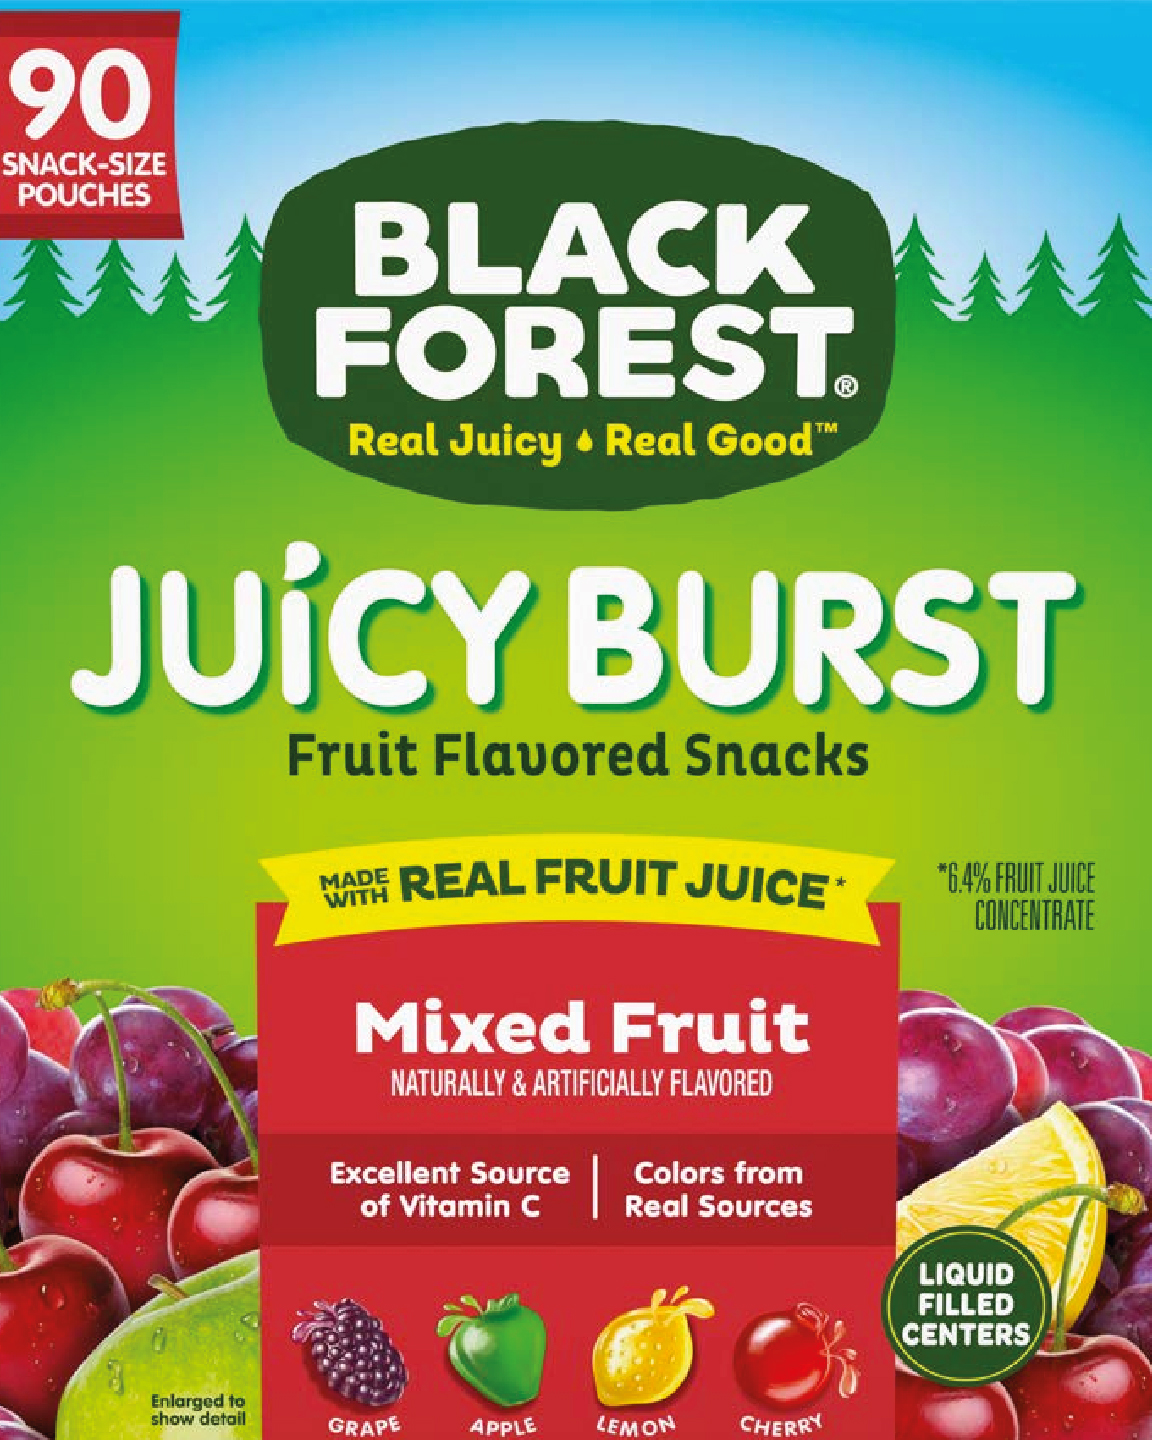 90
SNACK-SIZE
POUCHES
BLACK
FOREST®
Real Juicy Real Good™
JUiCY BURST
Fruit Flavored Snacks
MADE
WITH REAL FRUIT JUICE*
*6.4% FRUIT JUICE
CONCENTRATE
Mixed Fruit
NATURALLY & ARTIFICIALLY FLAVORED
Excellent Source
of Vitamin C
Colors from
Real Sources
LIQUID
FILLED
CENTERS
Enlarged to
show detail
GRAPE APPLE LEMON CHERRY